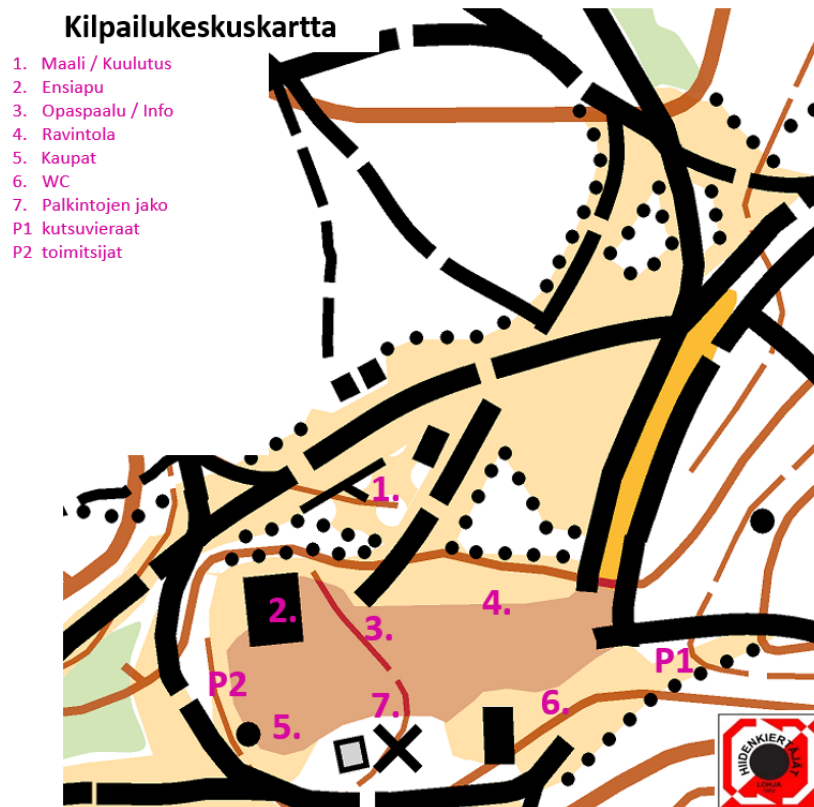 Kilpailukeskuskartta
1. Maali / Kuulutus
2. Ensiapu
3. Opaspaalu / Info
4. Ravintola
5. Kaupat
6. WC
7. Palkintojen jako
P1 kutsuvieraat
P2 toimitsijat
1.
2.
3.
4.
P1
P2
5.
7.
6.
HIIDENKIERTÄJÄT
LOHJA